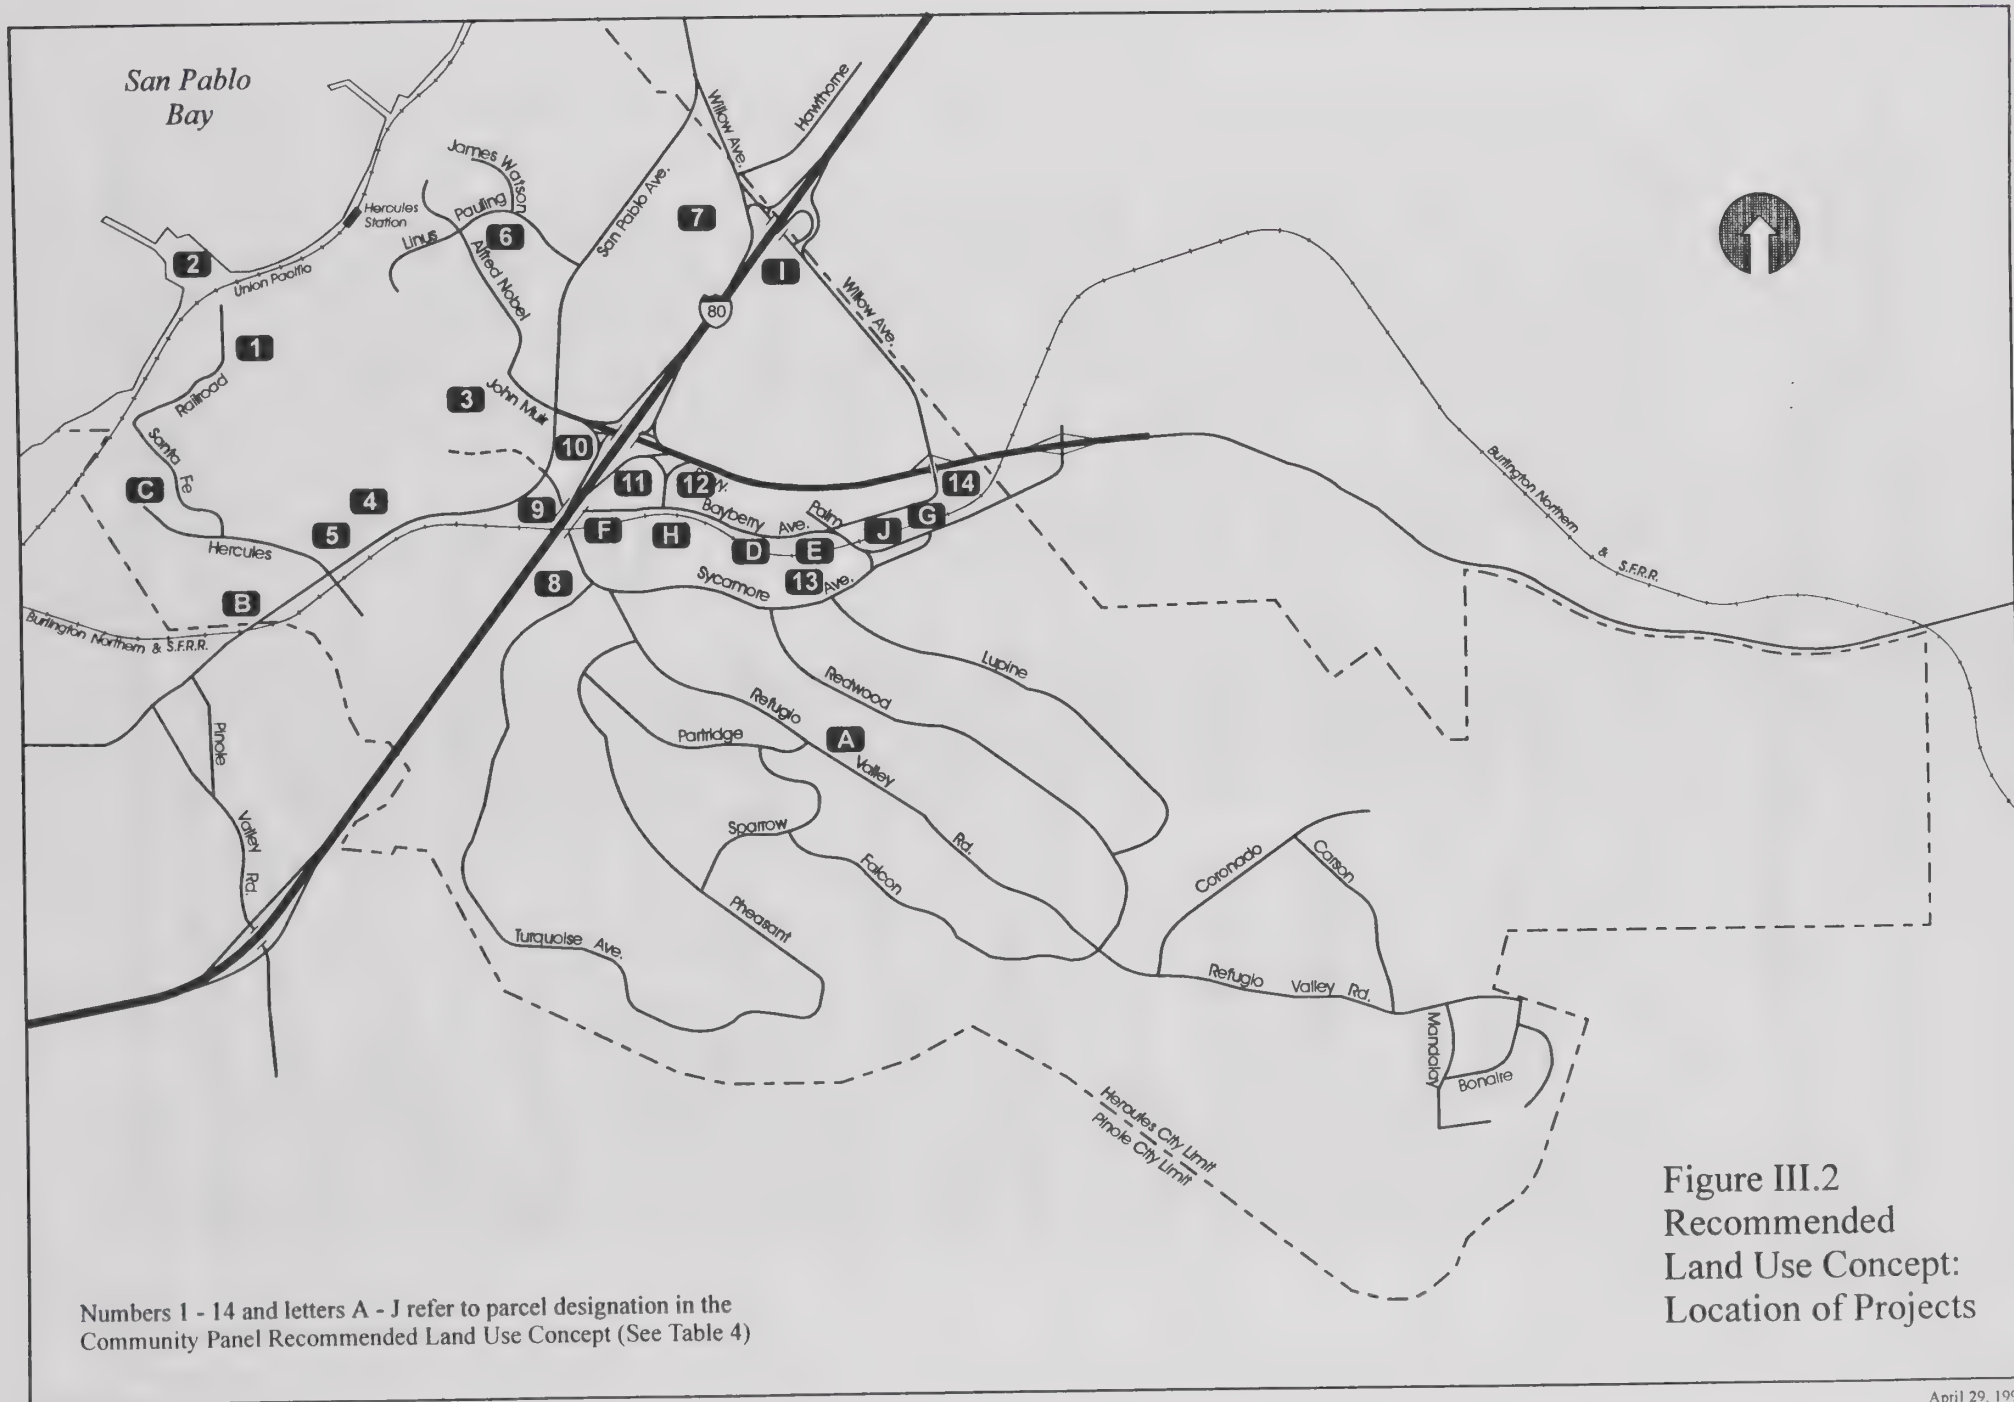 San Pablo
Bay
Willow Ave.
Hawthorne
James Watson
Hercules
Station
Pauling
Linus
6
San Pablo Ave.
7
2
Union Pacific
Alfred Nobel
I
80
Willow Ave.
1
Railroad
3
John Muir
Santa Fe
10
C
4
11
12
14
9
Bayberry Ave.
Palm
G
5
F
H
J
D
E
Hercules
8
Sycamore Ave.
13
B
Burlington Northern & S.F.R.R.
Burlington Northern & S.F.R.R.
Lupine
Redwood
Refugio Valley Rd.
A
Partridge
Pinole Valley Rd.
Sparrow
Falcon
Coronado
Carson
Pheasant
Turquoise Ave.
Refugio Valley Rd.
Mandalay
Bonaire
Hercules City Limit
Pinole City Limit
Figure III.2
Recommended
Land Use Concept:
Location of Projects
Numbers 1 - 14 and letters A - J refer to parcel designation in the
Community Panel Recommended Land Use Concept (See Table 4)
April 29, 199